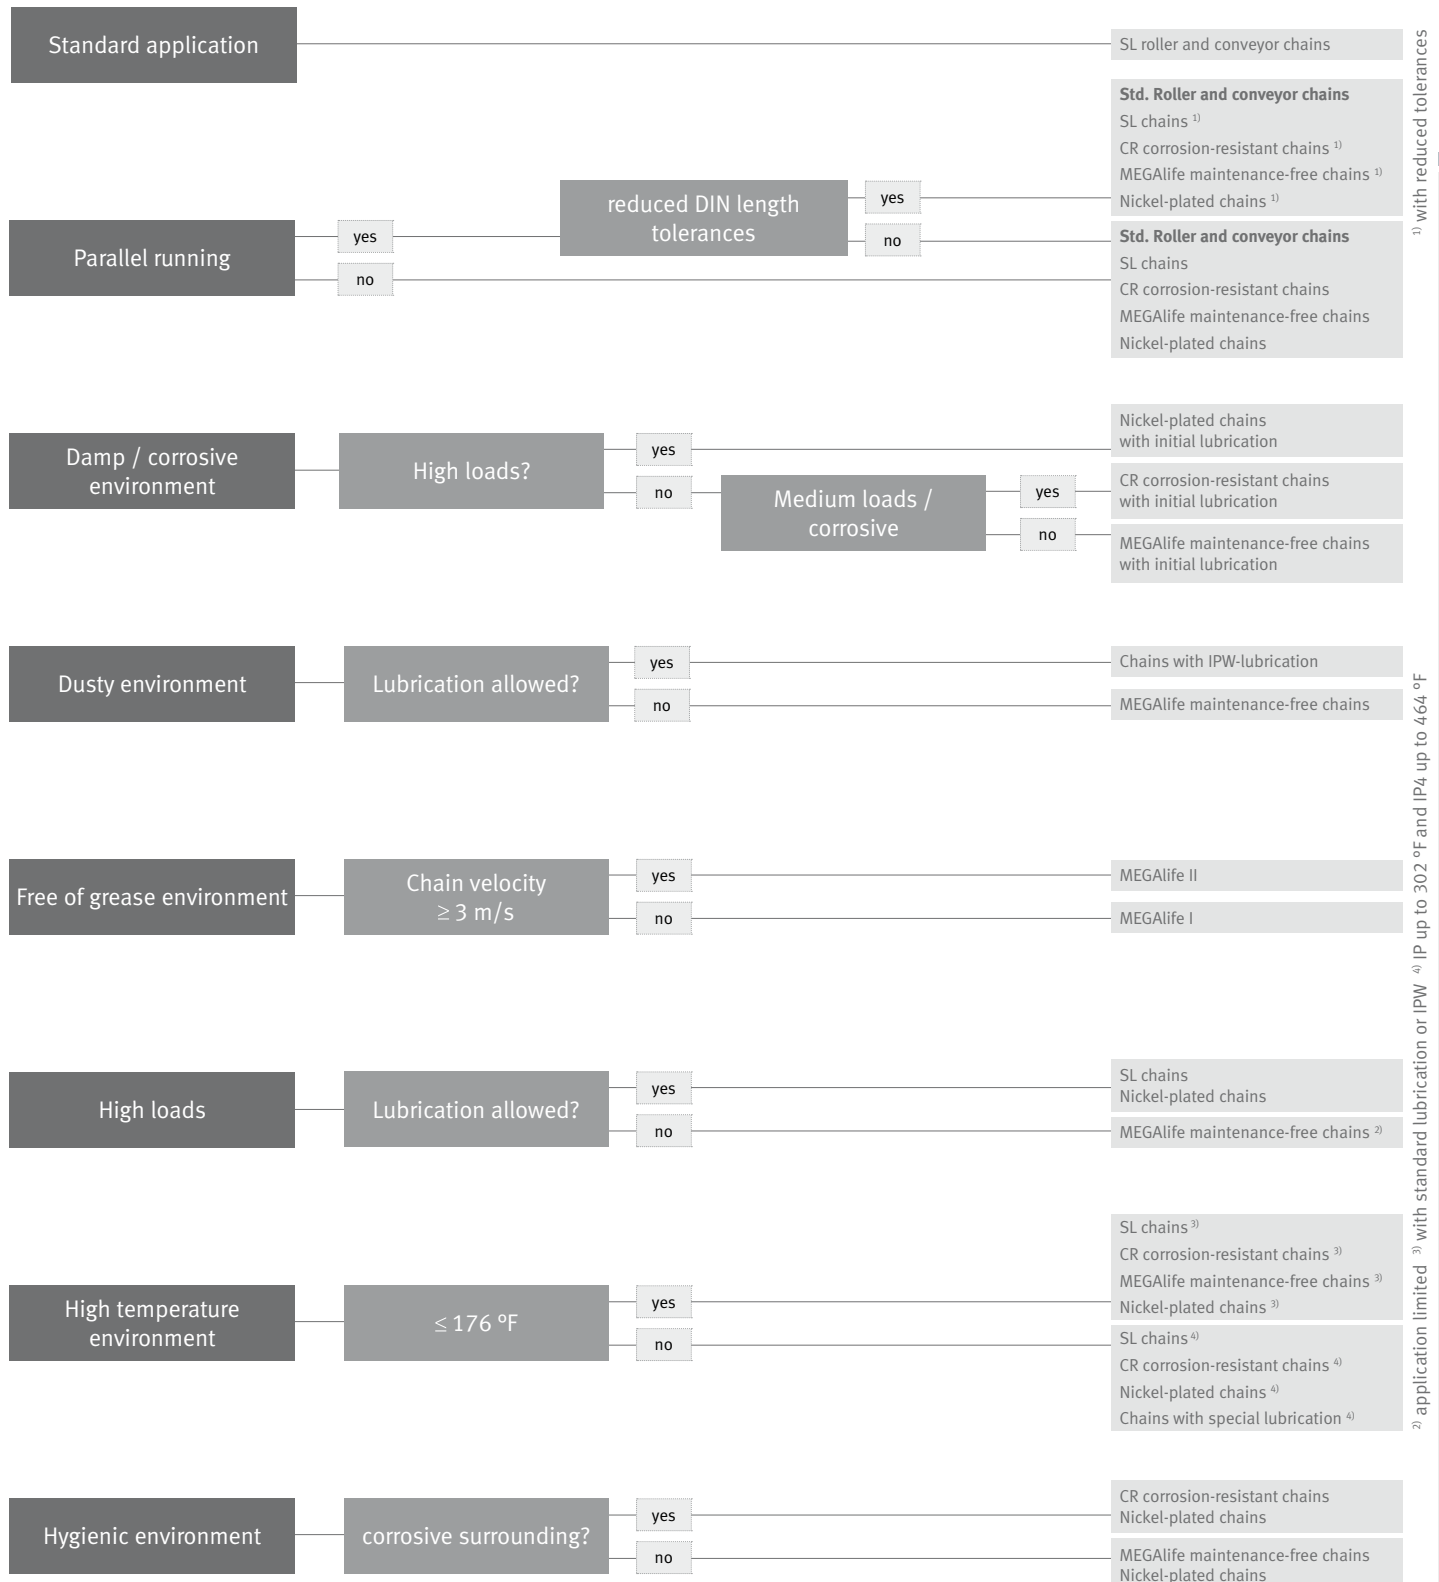 Standard application
SL roller and conveyor chains
Std. Roller and conveyor chains
SL chains 1)
CR corrosion-resistant chains 1)
MEGAlife maintenance-free chains 1)
Nickel-plated chains 1)
Parallel running
yes
no
reduced DIN length
tolerances
yes
no
Std. Roller and conveyor chains
SL chains
CR corrosion-resistant chains
MEGAlife maintenance-free chains
Nickel-plated chains
1) with reduced tolerances
Damp / corrosive
environment
High loads?
yes
no
Medium loads /
corrosive
yes
no
Nickel-plated chains
with initial lubrication
CR corrosion-resistant chains
with initial lubrication
MEGAlife maintenance-free chains
with initial lubrication
Dusty environment
Lubrication allowed?
yes
no
Chains with IPW-lubrication
MEGAlife maintenance-free chains
Free of grease environment
Chain velocity
≥ 3 m/s
yes
no
MEGAlife II
MEGAlife I
High loads
Lubrication allowed?
yes
no
SL chains
Nickel-plated chains
MEGAlife maintenance-free chains 2)
High temperature
environment
≤ 176 °F
yes
no
SL chains 3)
CR corrosion-resistant chains 3)
MEGAlife maintenance-free chains 3)
Nickel-plated chains 3)
SL chains 4)
CR corrosion-resistant chains 4)
Nickel-plated chains 4)
Chains with special lubrication 4)
Hygienic environment
corrosive surrounding?
yes
no
CR corrosion-resistant chains
Nickel-plated chains
MEGAlife maintenance-free chains
Nickel-plated chains
2) application limited 3) with standard lubrication or IPW 4) IP up to 302 °F and IP4 up to 464 °F